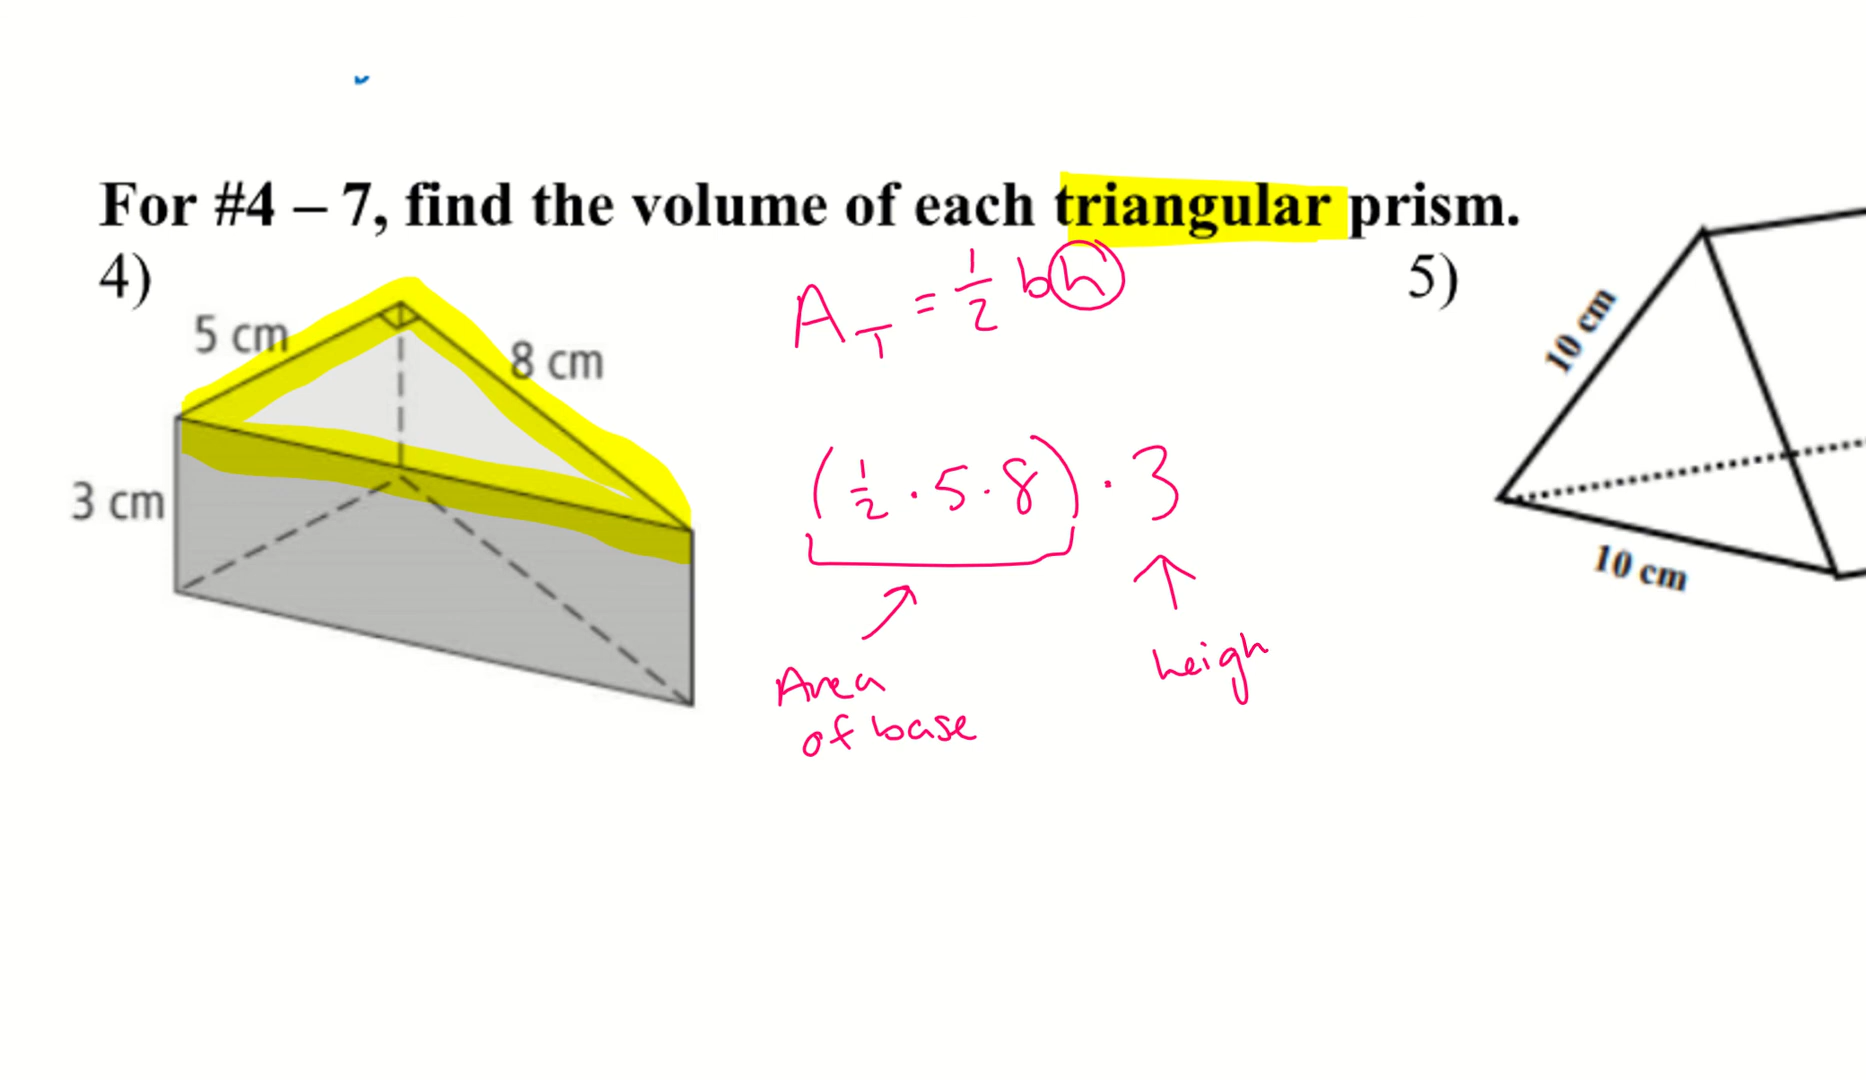 For #4 – 7, find the volume of each triangular prism.
4)
5 cm
8 cm
3 cm
A_T = 1/2 bh
(1/2 · 5 · 8) · 3
Area
of base
heigh
5)
10 cm
10 cm